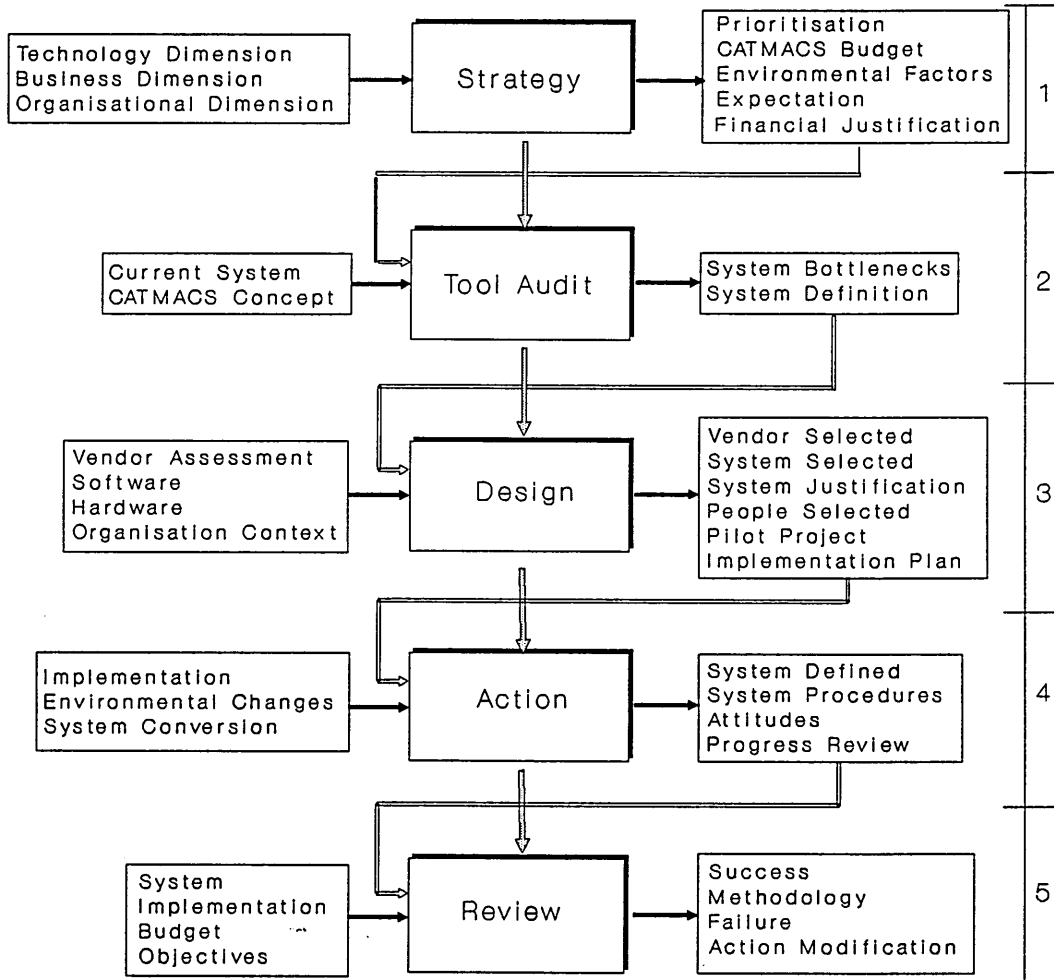 Technology Dimension
Business Dimension
Organisational Dimension
Strategy
Prioritisation
CATMACS Budget
Environmental Factors
Expectation
Financial Justification
1
Current System
CATMACS Concept
Tool Audit
System Bottlenecks
System Definition
2
Vendor Assessment
Software
Hardware
Organisation Context
Design
Vendor Selected
System Selected
System Justification
People Selected
Pilot Project
Implementation Plan
3
Implementation
Environmental Changes
System Conversion
Action
System Defined
System Procedures
Attitudes
Progress Review
4
System
Implementation
Budget
Objectives
Review
Success
Methodology
Failure
Action Modification
5